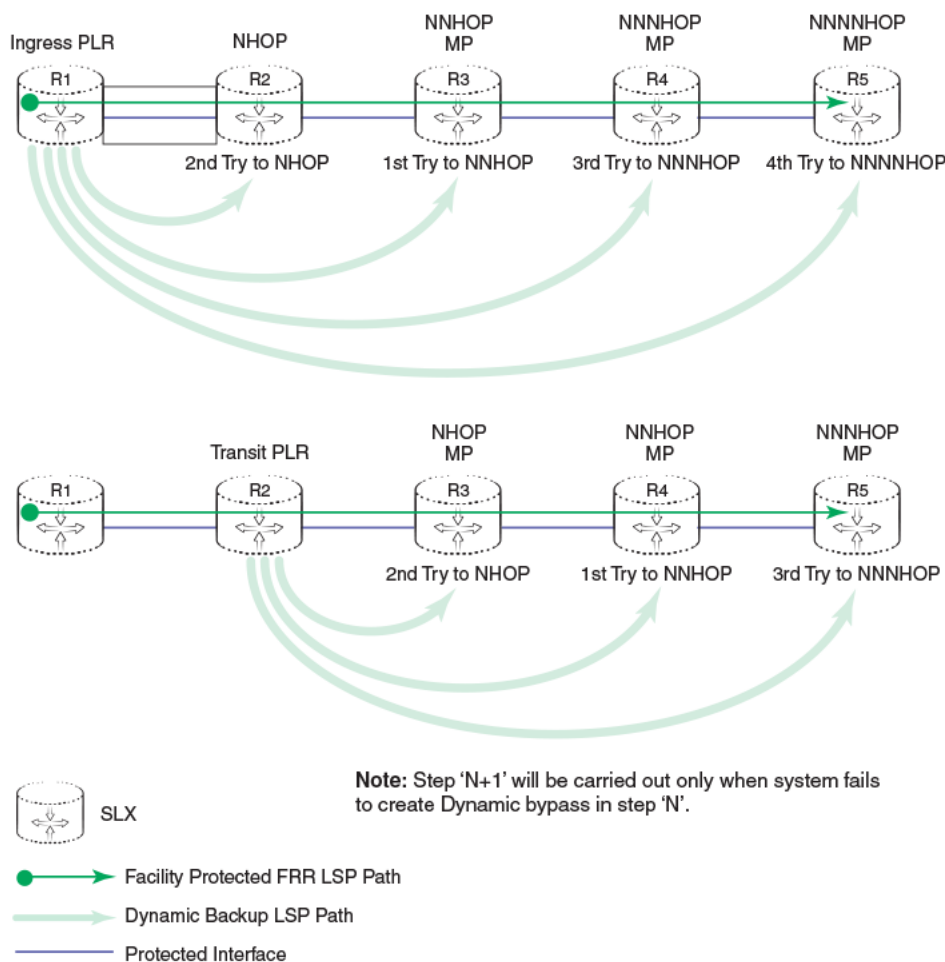 NNHOP
MP
NNNHOP
MP
NNNNHOP
MP
Ingress PLR
NHOP
R1
R2
R3
R4
R5
2nd Try to NHOP
1st Try to NNHOP
3rd Try to NNNHOP
4th Try to NNNNHOP
Transit PLR
NHOP
MP
NNHOP
MP
NNNHOP
MP
R1
R2
R3
R4
R5
2nd Try to NHOP
1st Try to NNHOP
3rd Try to NNNHOP
SLX
Note: Step ‘N+1’ will be carried out only when system fails
to create Dynamic bypass in step ‘N’.
Facility Protected FRR LSP Path
Dynamic Backup LSP Path
Protected Interface